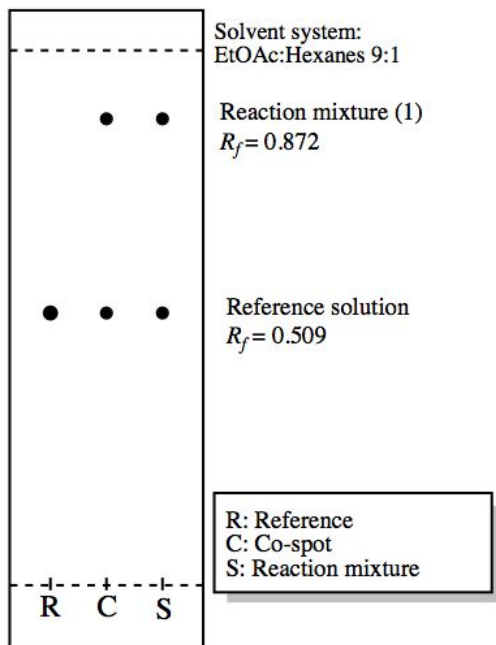 Solvent system:
EtOAc:Hexanes 9:1
Reaction mixture (1)
Rf = 0.872
Reference solution
Rf = 0.509
R: Reference
C: Co-spot
S: Reaction mixture
R C S